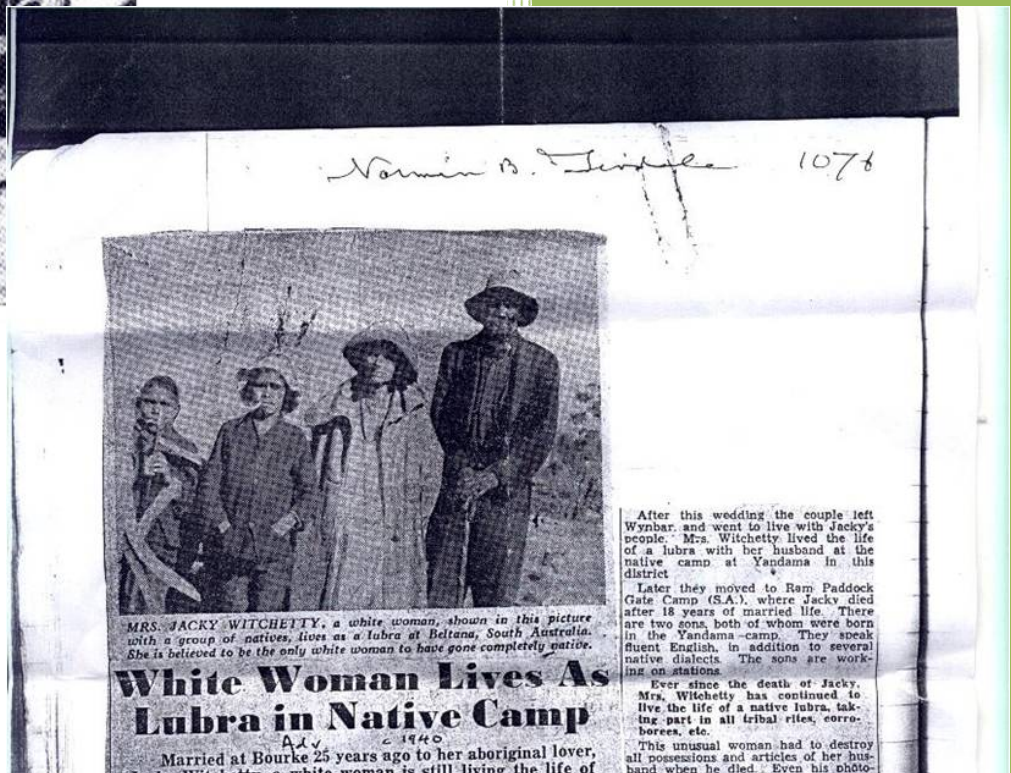 Norman B. Tindale 1076
MRS. JACKY WITCHETTY, a white woman, shown in this picture
with a group of natives, lives as a lubra at Beltana, South Australia.
She is believed to be the only white woman to have gone completely native.
White Woman Lives As
Lubra in Native Camp
Adv c 1940
Married at Bourke 25 years ago to her aboriginal lover,
Witchetty, a white woman is still living the life of
After this wedding the couple left
Wynbar, and went to live with Jacky's
people. Mrs. Witchetty lived the life
of a lubra with her husband at the
native camp at Yandama in this
district
Later they moved to Ram Paddock
Gate Camp (S.A.), where Jacky died
after 18 years of married life. There
are two sons, both of whom were born
in the Yandama camp. They speak
fluent English, in addition to several
native dialects. The sons are work-
ing on stations.
Ever since the death of Jacky,
Mrs. Witchetty has continued to
live the life of a native lubra, tak-
ing part in all tribal rites, corro-
borees, etc.
This unusual woman had to destroy
all possessions and articles of her hus-
band when he died. Even his photo-